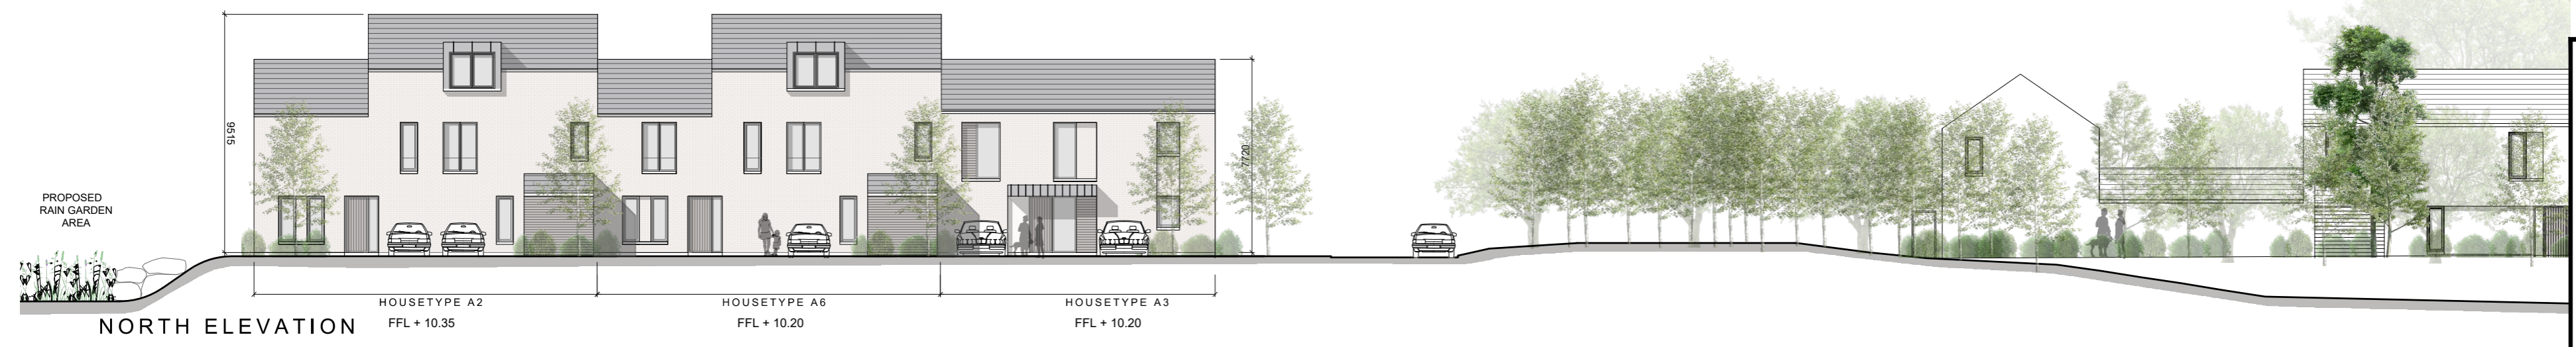 9515
7720
PROPOSED
RAIN GARDEN
AREA
HOUSETYPE A2
HOUSETYPE A6
HOUSETYPE A3
NORTH ELEVATION
FFL + 10.35
FFL + 10.20
FFL + 10.20